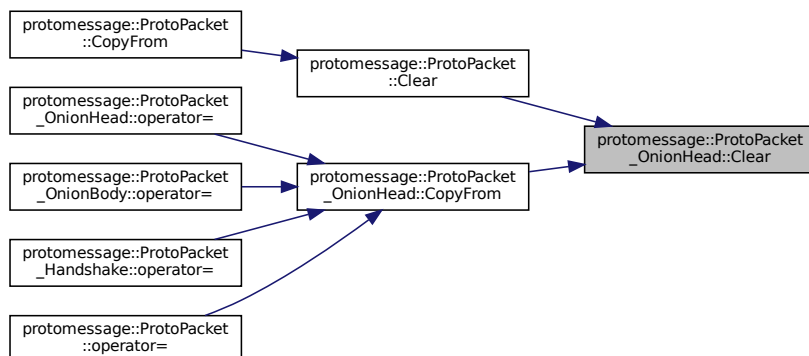 protomessage::ProtoPacket
::CopyFrom
protomessage::ProtoPacket
_OnionHead::operator=
protomessage::ProtoPacket
_OnionBody::operator=
protomessage::ProtoPacket
_Handshake::operator=
protomessage::ProtoPacket
::operator=
protomessage::ProtoPacket
::Clear
protomessage::ProtoPacket
_OnionHead::CopyFrom
protomessage::ProtoPacket
_OnionHead::Clear